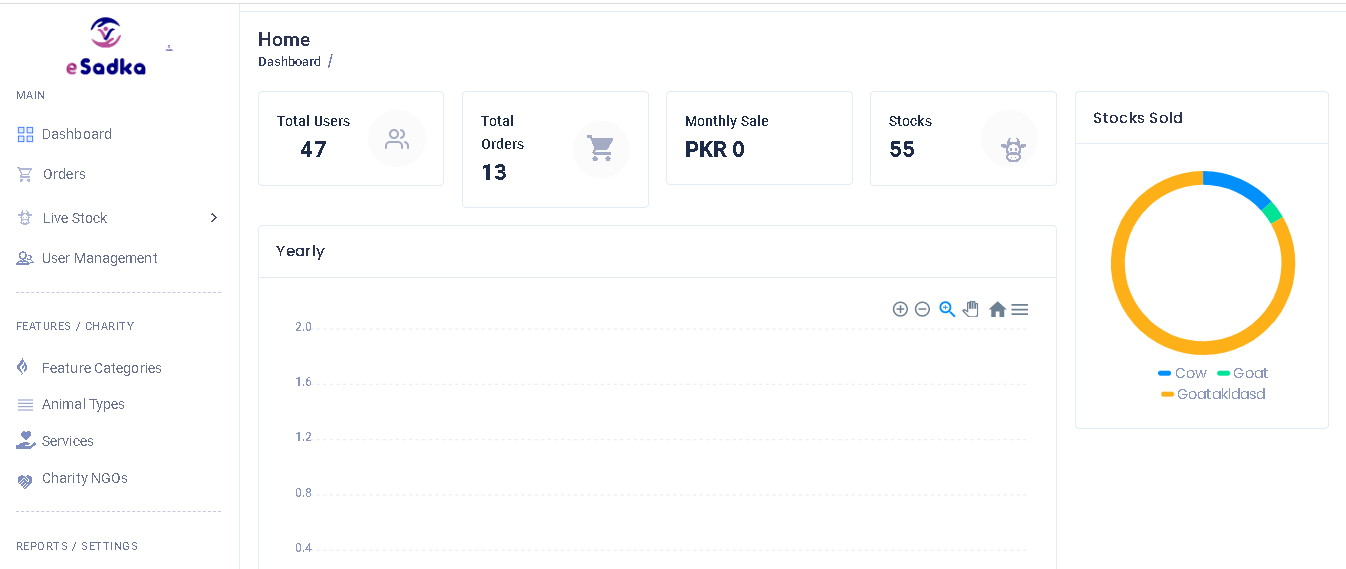 eSadka
MAIN
Dashboard
Orders
Live Stock
User Management
FEATURES / CHARITY
Feature Categories
Animal Types
Services
Charity NGOs
REPORTS / SETTINGS
Home
Dashboard /
Total Users
47
Total
Orders
13
Monthly Sale
PKR 0
Stocks
55
Yearly
2.0
1.6
1.2
0.8
0.4
Stocks Sold
Cow Goat
Goatakldasd